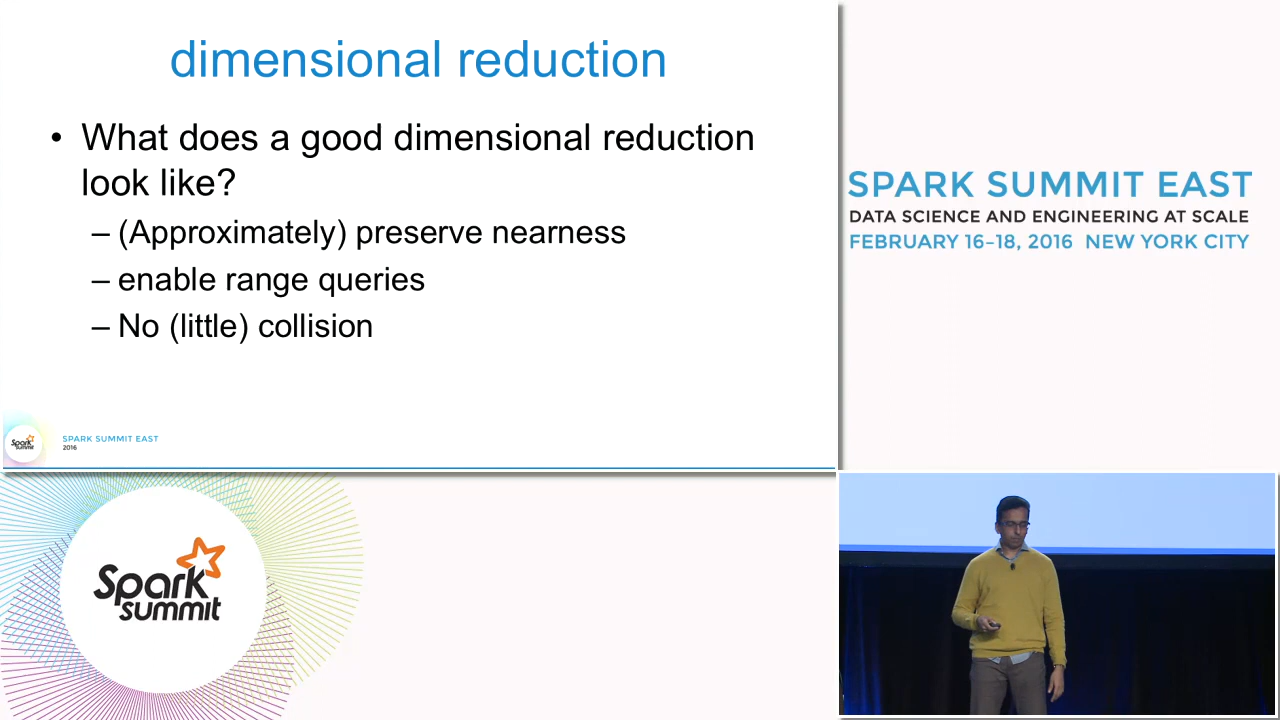 dimensional reduction
• What does a good dimensional reduction
look like?
– (Approximately) preserve nearness
– enable range queries
– No (little) collision
Spark
summit
SPARK SUMMIT EAST
2016
SPARK SUMMIT EAST
DATA SCIENCE AND ENGINEERING AT SCALE
FEBRUARY 16–18, 2016 NEW YORK CITY
Spark
summit